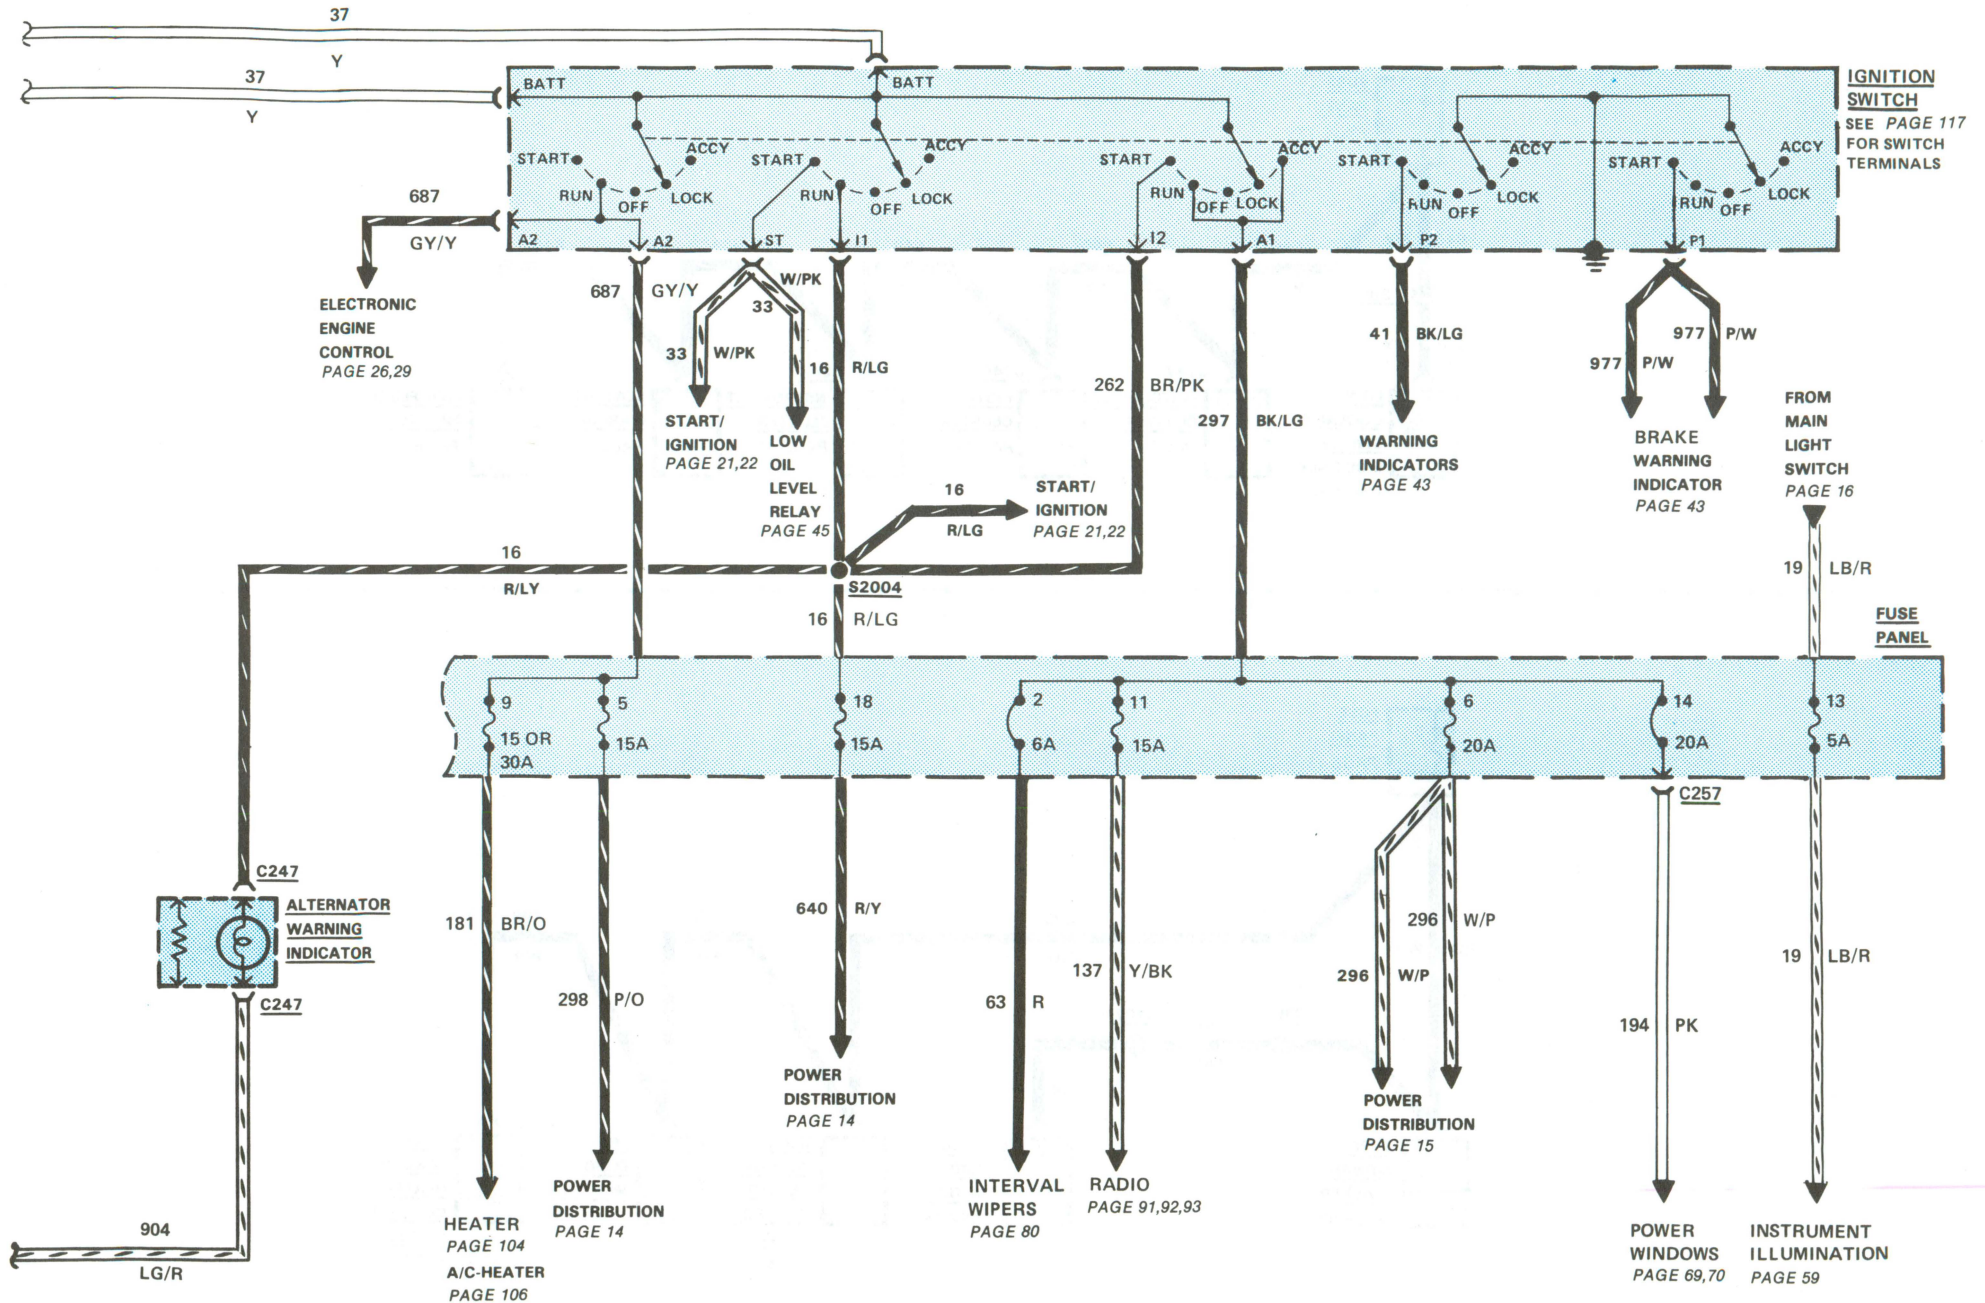 37
Y
37
Y
BATT
BATT
IGNITION
SWITCH
SEE PAGE 117
FOR SWITCH
TERMINALS
START
RUN
OFF
LOCK
ACCY
START
RUN
OFF
LOCK
ACCY
START
RUN
OFF
LOCK
ACCY
START
RUN
OFF
LOCK
ACCY
START
RUN
OFF
LOCK
ACCY
A2
A2
ST
I1
I2
A1
P2
P1
687
GY/Y
ELECTRONIC
ENGINE
CONTROL
PAGE 26,29
687
GY/Y
W/PK
33
33
W/PK
START/
IGNITION
PAGE 21,22
LOW
OIL
LEVEL
RELAY
PAGE 45
16
R/LG
262
BR/PK
297
BK/LG
41
BK/LG
WARNING
INDICATORS
PAGE 43
977
P/W
977
P/W
BRAKE
WARNING
INDICATOR
PAGE 43
FROM
MAIN
LIGHT
SWITCH
PAGE 16
19
LB/R
16
R/LG
START/
IGNITION
PAGE 21,22
16
R/LY
S2004
16
R/LG
FUSE
PANEL
9
15 OR
30A
5
15A
18
15A
2
6A
11
15A
6
20A
14
20A
13
5A
C257
C247
ALTERNATOR
WARNING
INDICATOR
C247
904
LG/R
181
BR/O
HEATER
PAGE 104
A/C-HEATER
PAGE 106
298
P/O
POWER
DISTRIBUTION
PAGE 14
640
R/Y
POWER
DISTRIBUTION
PAGE 14
63
R
INTERVAL
WIPERS
PAGE 80
137
Y/BK
RADIO
PAGE 91,92,93
296
W/P
296
W/P
POWER
DISTRIBUTION
PAGE 15
194
PK
POWER
WINDOWS
PAGE 69,70
19
LB/R
INSTRUMENT
ILLUMINATION
PAGE 59